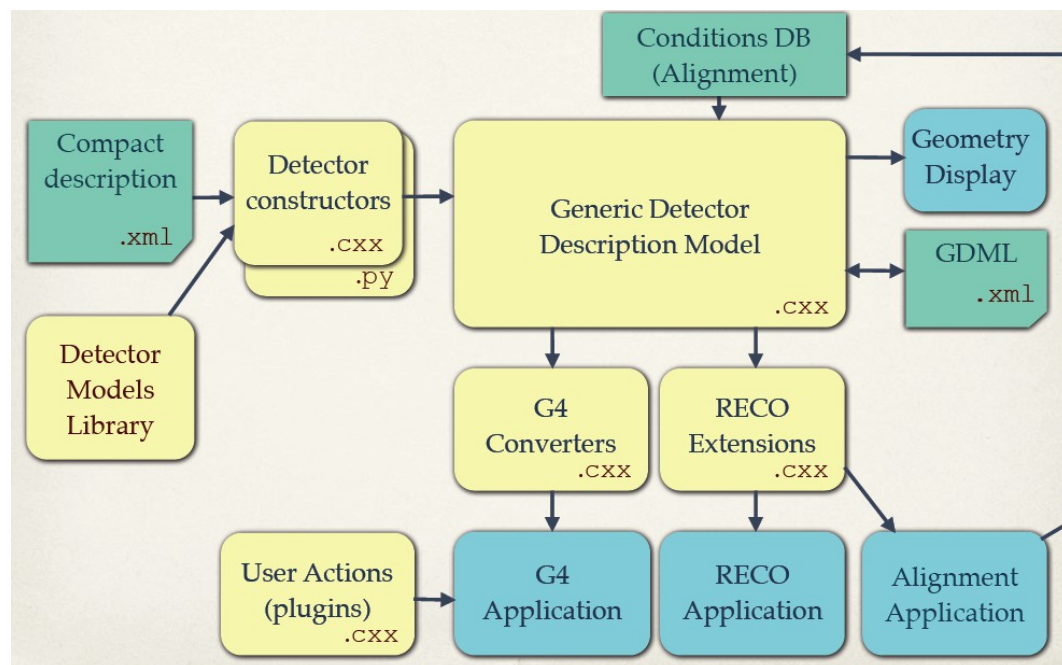 Conditions DB
(Alignment)
Compact
description
.xml
Detector
constructors
.cxx
.py
Generic Detector
Description Model
.cxx
Geometry
Display
GDML
.xml
Detector
Models
Library
G4
Converters
.cxx
RECO
Extensions
.cxx
User Actions
(plugins)
.cxx
G4
Application
RECO
Application
Alignment
Application